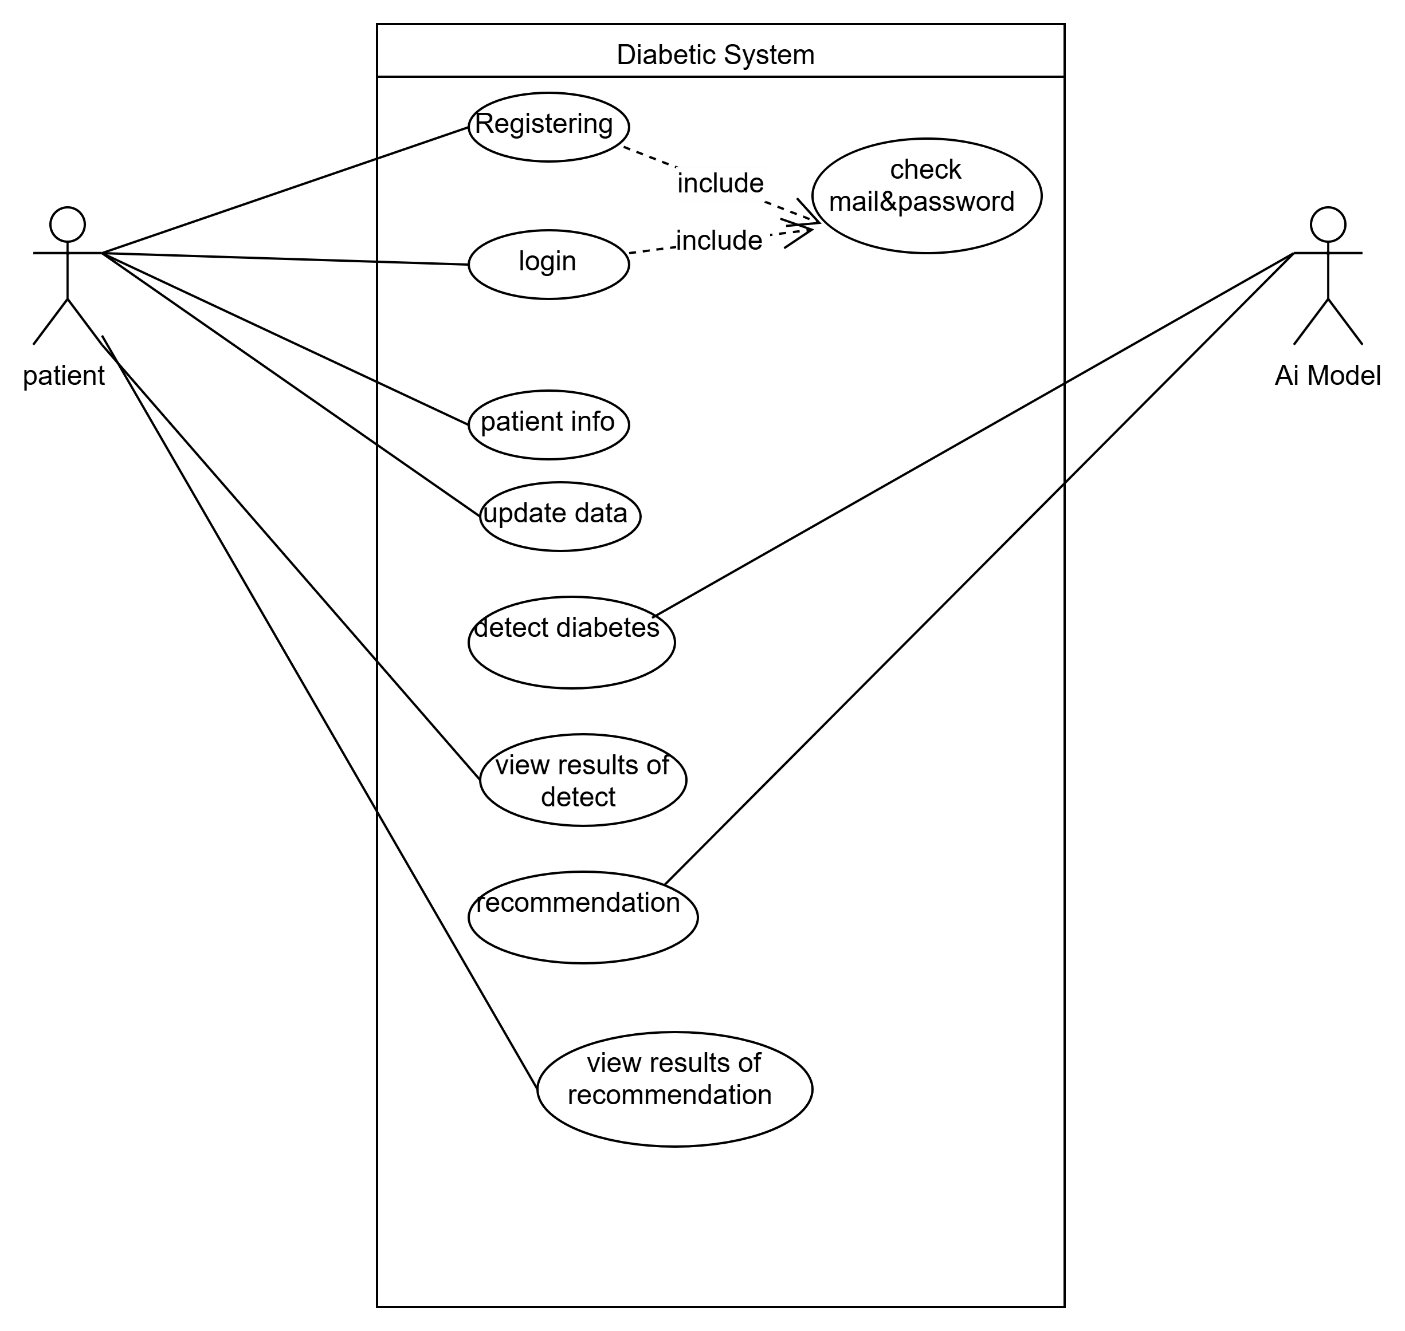 Diabetic System
Registering
check
mail&password
include
include
login
patient
Ai Model
patient info
update data
detect diabetes
view results of
detect
recommendation
view results of
recommendation